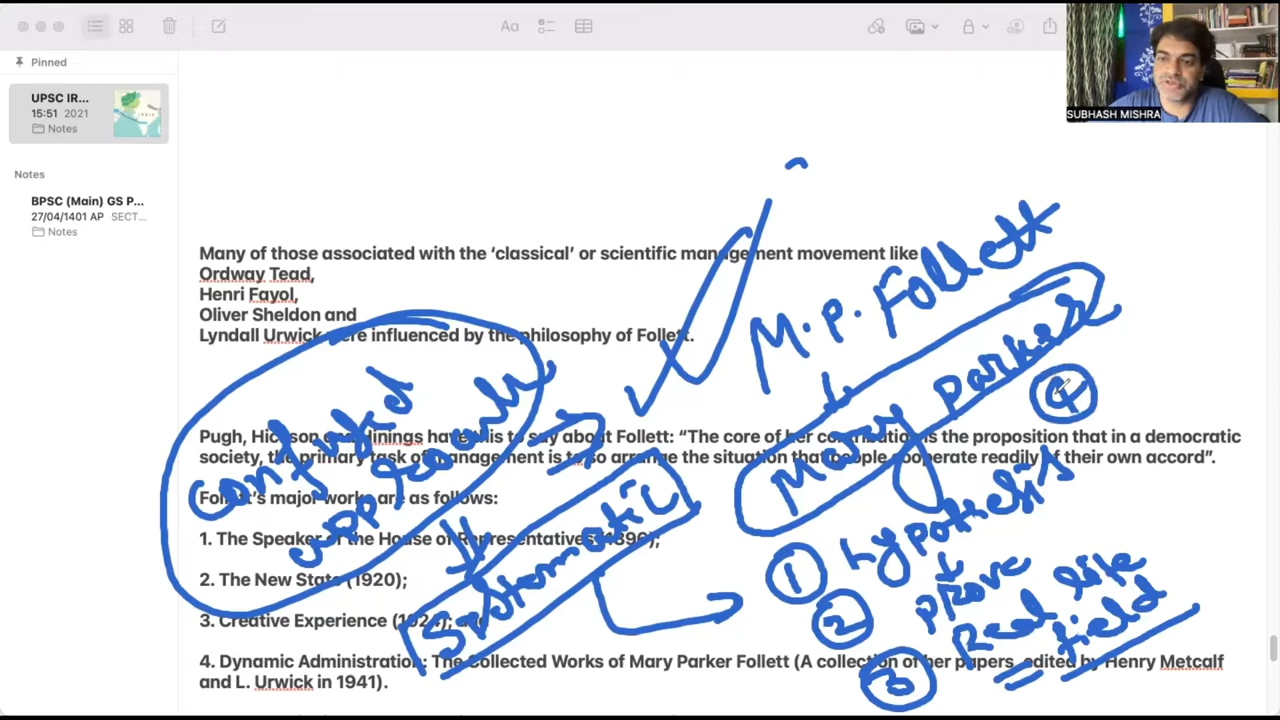 Pinned
UPSC IR...
15:51 2021
Notes
Notes
BPSC (Main) GS P...
27/04/1401 AP SECT...
Notes
Aa
SUBHASH MISHRA
Many of those associated with the ‘classical’ or scientific management movement like
Ordway Tead,
Henri Fayol,
Oliver Sheldon and
Lyndall Urwick were influenced by the philosophy of Follett.
Pugh, Hickson and Hinings have this to say about Follett: “The core of her contribution is the proposition that in a democratic
society, the primary task of management is to so arrange the situation that people cooperate readily of their own accord”.
Follett’s major works are as follows:
1. The Speaker of the House of Representatives (1896);
2. The New State (1920);
3. Creative Experience (1924); and
4. Dynamic Administration: The Collected Works of Mary Parker Follett (A collection of her papers, edited by Henry Metcalf
and L. Urwick in 1941).
M.P. Follett
Mary Parker
Systematic
1 hypothesis
2 prove
Real life
field
3
4